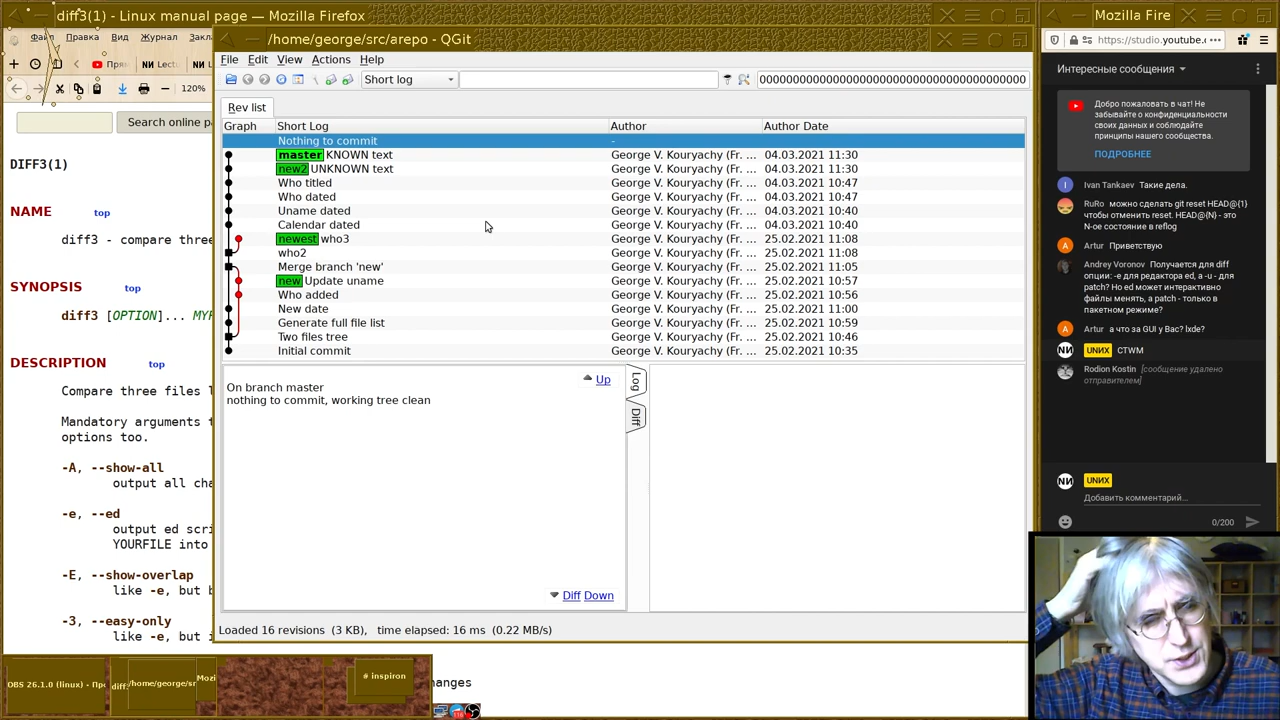 diff3(1) - Linux manual page — Mozilla Firefox
Файл Правка Вид Журнал
120%
Search online pa
DIFF3(1)
NAME top
diff3 - compare three
SYNOPSIS top
diff3 [OPTION]... MYF
DESCRIPTION top
Compare three files l
Mandatory arguments t
options too.
-A, --show-all
output all cha
-e, --ed
output ed scri
YOURFILE into
-E, --show-overlap
like -e, but b
-3, --easy-only
like -e, but i
/home/george/src/arepo - QGit
File Edit View Actions Help
Short log
Rev list
Graph Short Log Author Author Date
Nothing to commit -
master KNOWN text George V. Kouryachy (Fr. ... 04.03.2021 11:30
new2 UNKNOWN text George V. Kouryachy (Fr. ... 04.03.2021 11:30
Who titled George V. Kouryachy (Fr. ... 04.03.2021 10:47
Who dated George V. Kouryachy (Fr. ... 04.03.2021 10:47
Uname dated George V. Kouryachy (Fr. ... 04.03.2021 10:40
Calendar dated George V. Kouryachy (Fr. ... 04.03.2021 10:40
newest who3 George V. Kouryachy (Fr. ... 25.02.2021 11:08
who2 George V. Kouryachy (Fr. ... 25.02.2021 11:08
Merge branch 'new' George V. Kouryachy (Fr. ... 25.02.2021 11:05
new Update uname George V. Kouryachy (Fr. ... 25.02.2021 10:57
Who added George V. Kouryachy (Fr. ... 25.02.2021 10:56
New date George V. Kouryachy (Fr. ... 25.02.2021 11:00
Generate full file list George V. Kouryachy (Fr. ... 25.02.2021 10:59
Two files tree George V. Kouryachy (Fr. ... 25.02.2021 10:46
Initial commit George V. Kouryachy (Fr. ... 25.02.2021 10:35
Up
On branch master
nothing to commit, working tree clean
Diff Down
Log
Diff
Loaded 16 revisions (3 KB), time elapsed: 16 ms (0.22 MB/s)
hanges
OBS 26.1.0 (linux) - Пр
diff
/home/george/sr
Mozi
# inspiron
Mozilla Fire
https://studio.youtube.c
Интересные сообщения
Добро пожаловать в чат! Не
забывайте о конфиденциальности
своих данных и соблюдайте
принципы нашего сообщества.
ПОДРОБНЕЕ
Ivan Tankaev Такие дела.
RuRo можно сделать git reset HEAD@{1}
чтобы отменить reset. HEAD@{N} - это
N-ое состояние в reflog
Artur Приветствую
Andrey Voronov Получается для diff
опции: -e для редактора ed, а -u - для
patch? Но ed может интерактивно
файлы менять, а patch - только в
пакетном режиме?
Artur а что за GUI у Вас? lxde?
UNИX CTWM
Rodion Kostin [сообщение удалено
отправителем]
UNИX
Добавить комментарий...
0/200